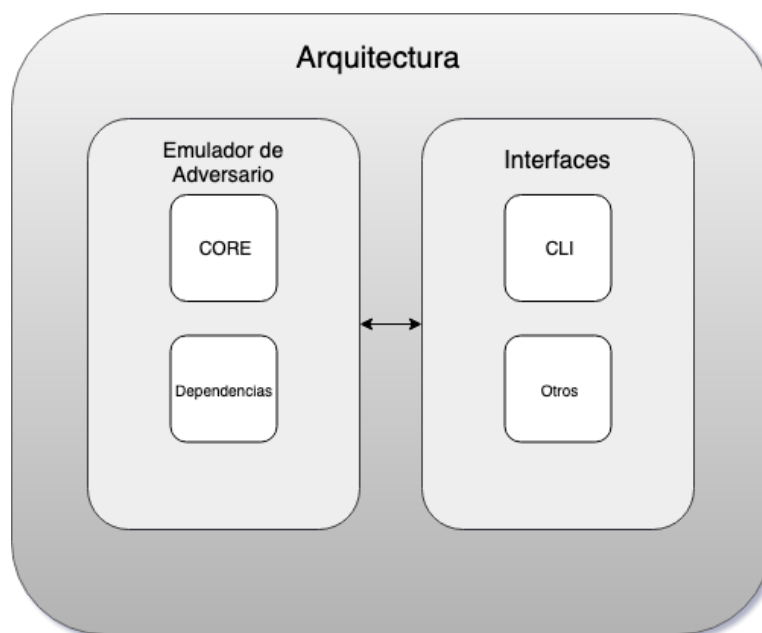 Arquitectura
Emulador de
Adversario
CORE
Dependencias
Interfaces
CLI
Otros